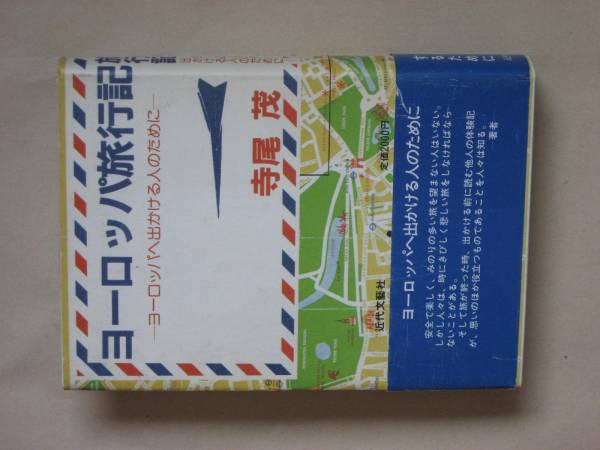 ヨーロッパ旅行記
―ヨーロッパへ出かける人のために―
寺尾 茂
定価2000円
近代文藝社
―ヨーロッパへ出かける人のために
安全で楽しく、みのりの多い旅を望まない人はいない。
しかし人々は、時にきびしく悲しい旅をしなければなら
ないことがある。
そして旅が終った時、出かける前に読む他人の体験記
が、思いのほか役立つものであることを人々は知る。
著者